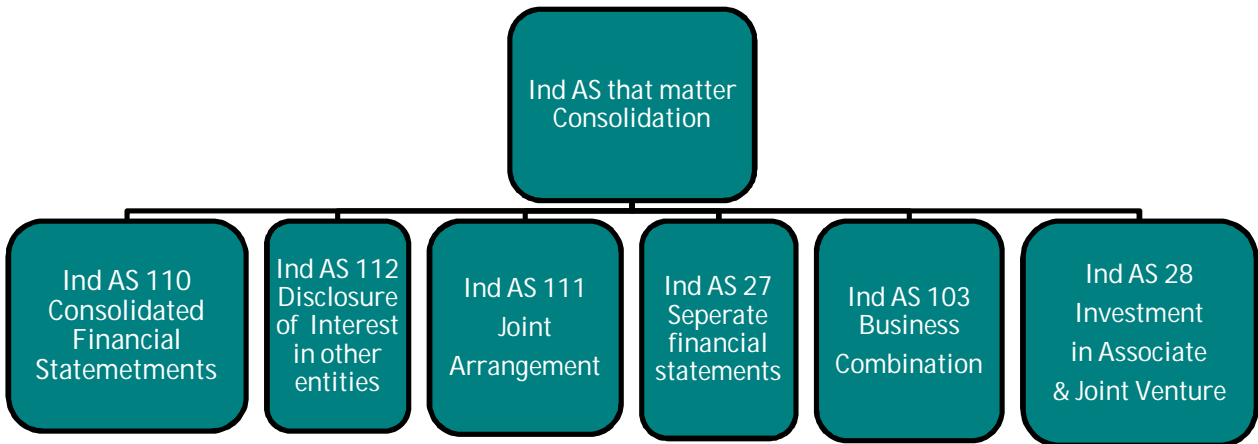 Ind AS that matter
Consolidation
Ind AS 110
Consolidated
Financial
Statemetments
Ind AS 112
Disclosure
of Interest
in other
entities
Ind AS 111
Joint
Arrangement
Ind AS 27
Seperate
financial
statements
Ind AS 103
Business
Combination
Ind AS 28
Investment
in Associate
& Joint Venture